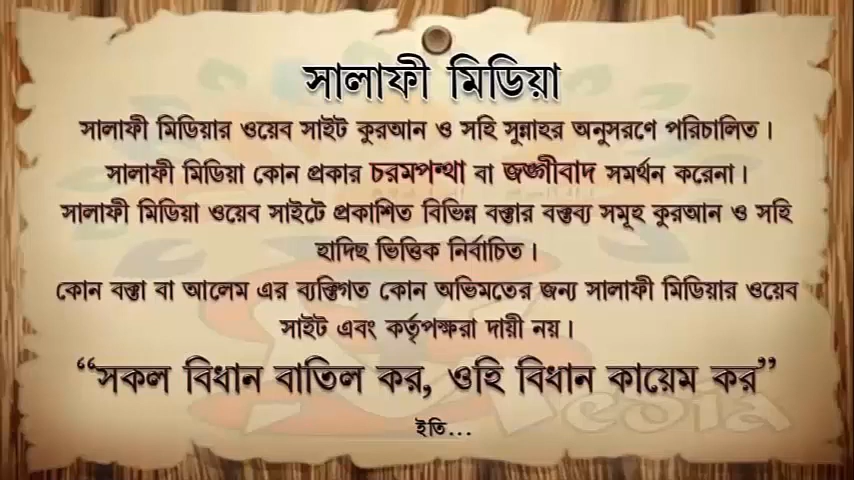 সালাফী মিডিয়া
সালাফী মিডিয়ার ওয়েব সাইট কুরআন ও সহি সুন্নাহর অনুসরণে পরিচালিত।
সালাফী মিডিয়া কোন প্রকার চরমপন্থা বা জঙ্গীবাদ সমর্থন করেনা।
সালাফী মিডিয়া ওয়েব সাইটে প্রকাশিত বিভিন্ন বক্তার বক্তব্য সমূহ কুরআন ও সহি
হাদিছ ভিত্তিক নির্বাচিত।
কোন বক্তা বা আলেম এর ব্যক্তিগত কোন অভিমতের জন্য সালাফী মিডিয়ার ওয়েব
সাইট এবং কর্তৃপক্ষরা দায়ী নয়।
“সকল বিধান বাতিল কর, ওহি বিধান কায়েম কর”
ইতি...